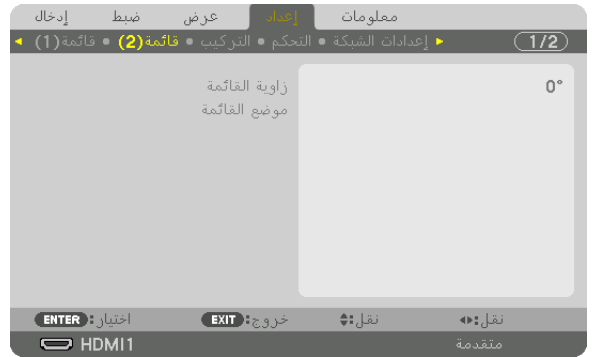 إدخال ضبط عرض إعداد معلومات
قائمة(1) • قائمة(2) • التركيب • التحكم • إعدادات الشبكة 1/2
زاوية القائمة 0°
موضع القائمة
ENTER:اختيار EXIT:خروج نقل: نقل:
HDMI1 متقدمة